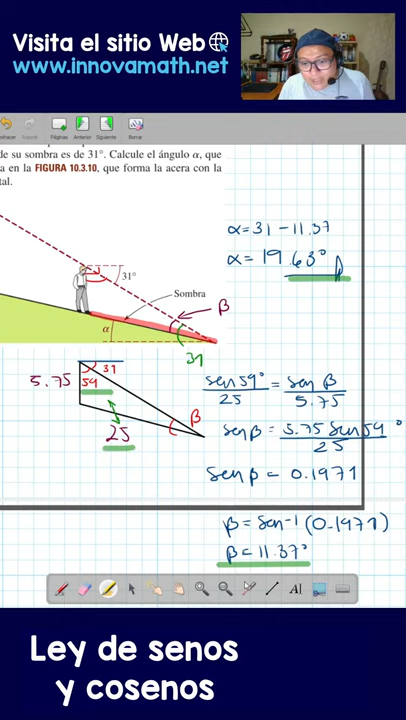 Visita el sitio Web
www.innovamath.net
Páginas
Anterior
Siguiente
Borrar
de su sombra es de 31°. Calcule el ángulo α, que
a en la FIGURA 10.3.10, que forma la acera con la
tal.
31°
Sombra
β
α
31
α = 31 - 11.37
α = 19.63°
5.75
31
59
β
25
sen 59° = sen β
25 5.75
sen β = 5.75 sen 59°
25
sen β = 0.1971
β = sen-1 (0.1971)
β = 11.37°
AI
Ley de senos
y cosenos